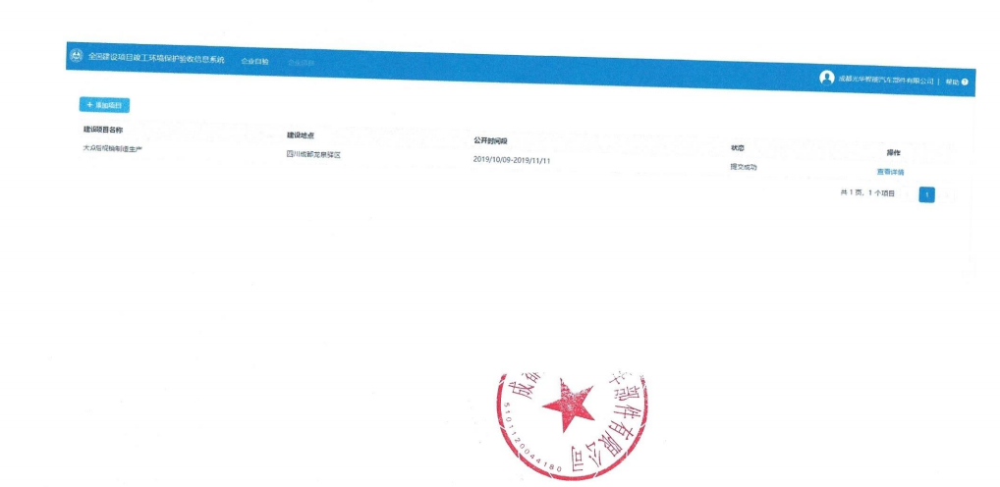 全国建设项目竣工环境保护验收信息系统 企业自验
成都光华智能汽车部件有限公司 | 帮助
+ 添加项目
建设项目名称 建设地点 公开时间段 状态 操作
大众后视镜制造生产 四川成都龙泉驿区 2019/10/09-2019/11/11 提交成功 查看详情
共 1 页, 1 个项目 1
成都
部件有限公司
5101120044180